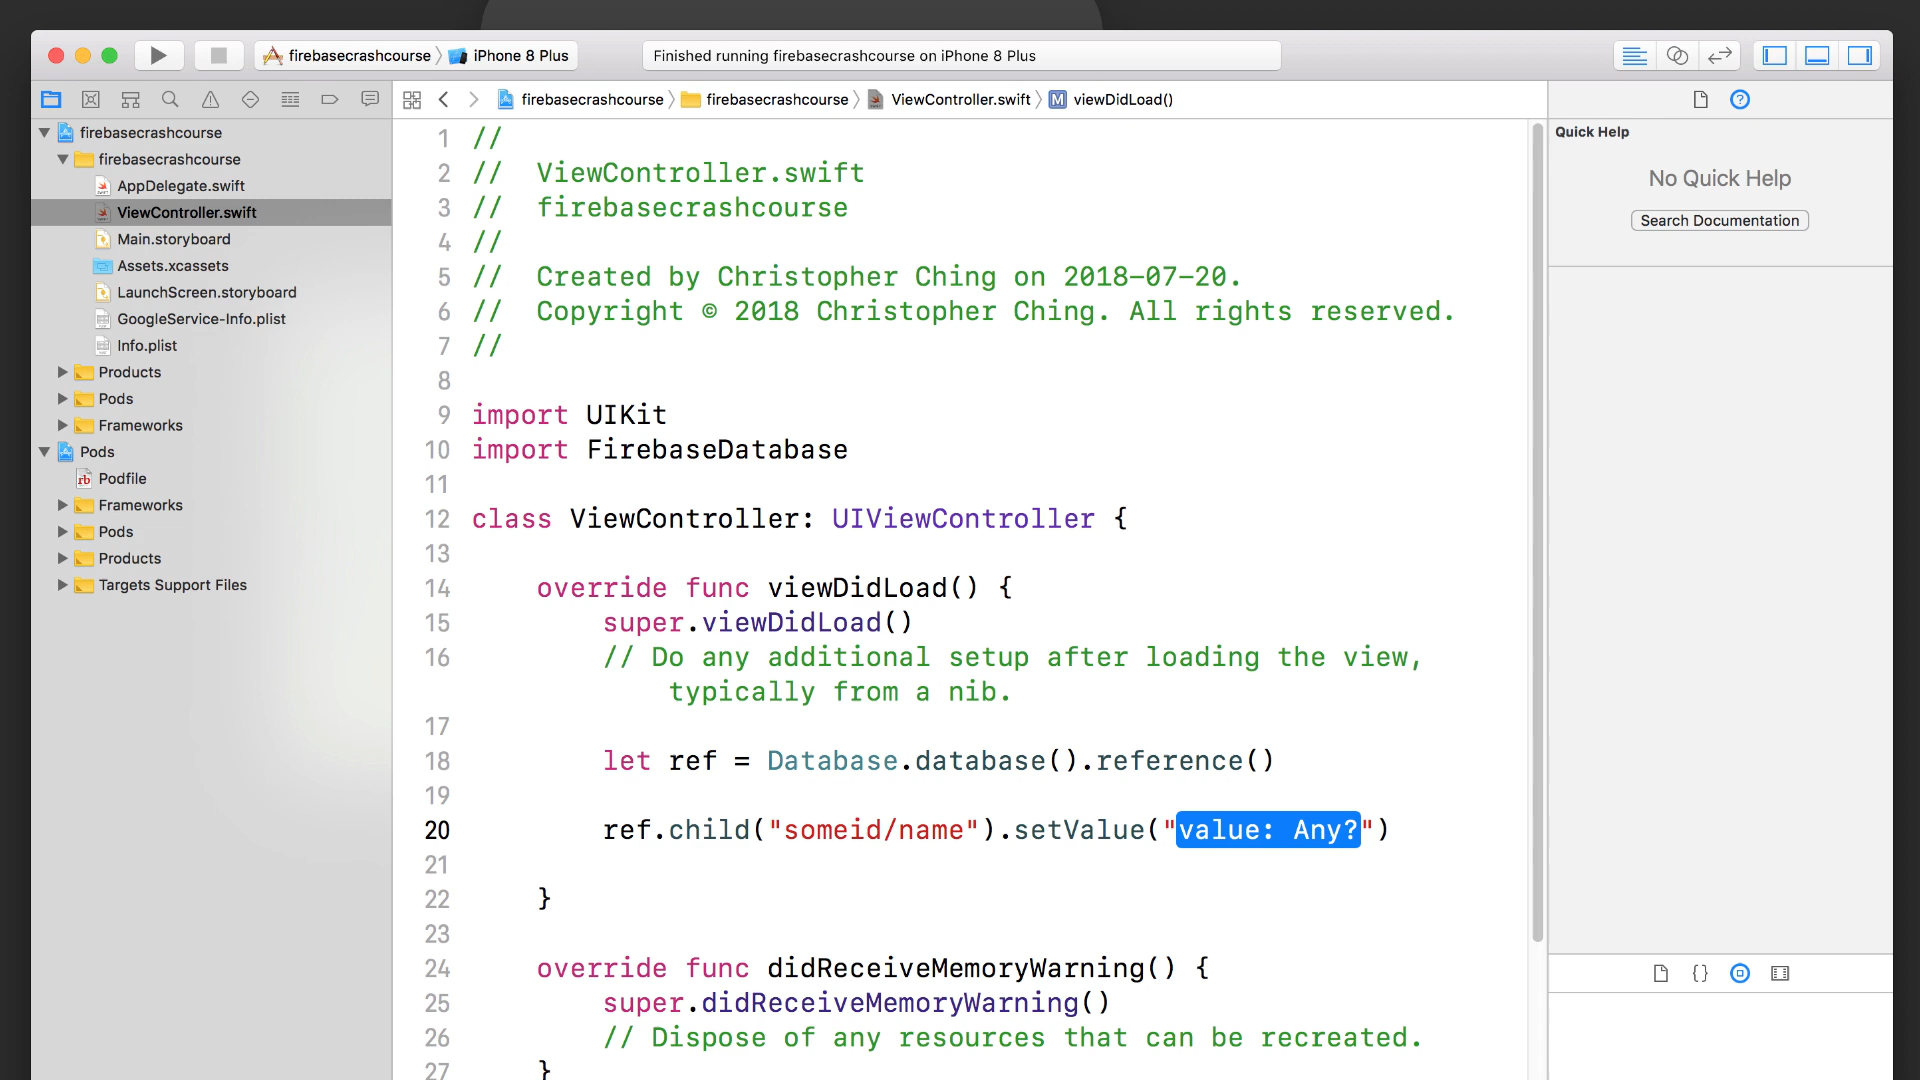 firebasecrashcourse iPhone 8 Plus
Finished running firebasecrashcourse on iPhone 8 Plus
firebasecrashcourse firebasecrashcourse ViewController.swift M viewDidLoad()
firebasecrashcourse
firebasecrashcourse
AppDelegate.swift
ViewController.swift
Main.storyboard
Assets.xcassets
LaunchScreen.storyboard
GoogleService-Info.plist
Info.plist
Products
Pods
Frameworks
Pods
rb Podfile
Frameworks
Pods
Products
Targets Support Files
1 //
2 //  ViewController.swift
3 //  firebasecrashcourse
4 //
5 //  Created by Christopher Ching on 2018-07-20.
6 //  Copyright © 2018 Christopher Ching. All rights reserved.
7 //
8
9 import UIKit
10 import FirebaseDatabase
11
12 class ViewController: UIViewController {
13
14     override func viewDidLoad() {
15         super.viewDidLoad()
16         // Do any additional setup after loading the view,
            typically from a nib.
17
18         let ref = Database.database().reference()
19
20         ref.child("someid/name").setValue("value: Any?")
21
22     }
23
24     override func didReceiveMemoryWarning() {
25         super.didReceiveMemoryWarning()
26         // Dispose of any resources that can be recreated.
27     }
Quick Help
No Quick Help
Search Documentation